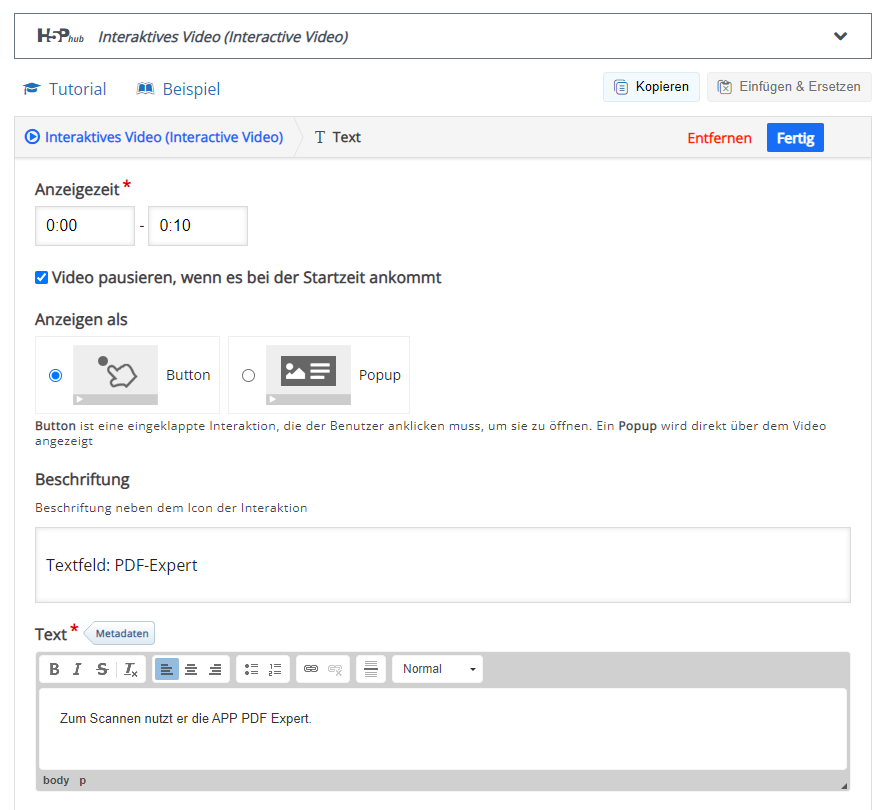 H5P hub Interaktives Video (Interactive Video)
Tutorial Beispiel Kopieren Einfügen & Ersetzen
Interaktives Video (Interactive Video) T Text Entfernen Fertig
Anzeigezeit *
0:00 - 0:10
Video pausieren, wenn es bei der Startzeit ankommt
Anzeigen als
Button Popup
Button ist eine eingeklappte Interaktion, die der Benutzer anklicken muss, um sie zu öffnen. Ein Popup wird direkt über dem Video
angezeigt
Beschriftung
Beschriftung neben dem Icon der Interaktion
Textfeld: PDF-Expert
Text * Metadaten
B I S Ix Normal
Zum Scannen nutzt er die APP PDF Expert.
body p